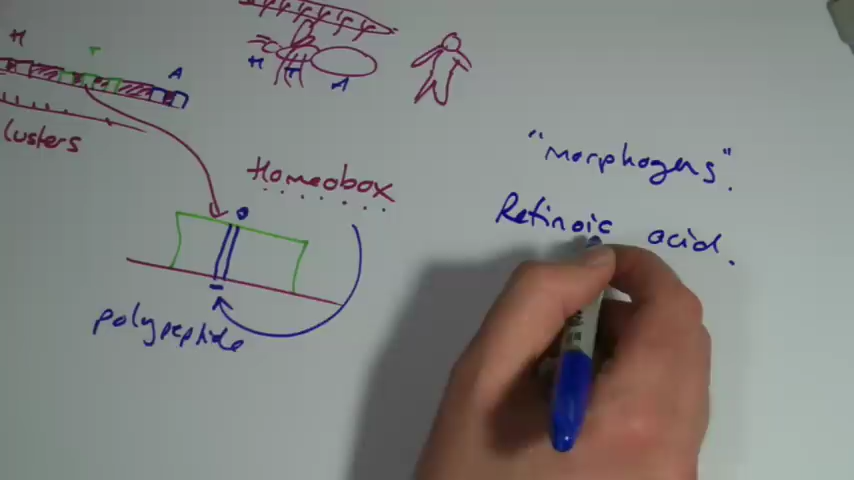 H
T
A
H T A
lusters
Homeobox
polypeptide
"morphogens".
Retinoic acid.